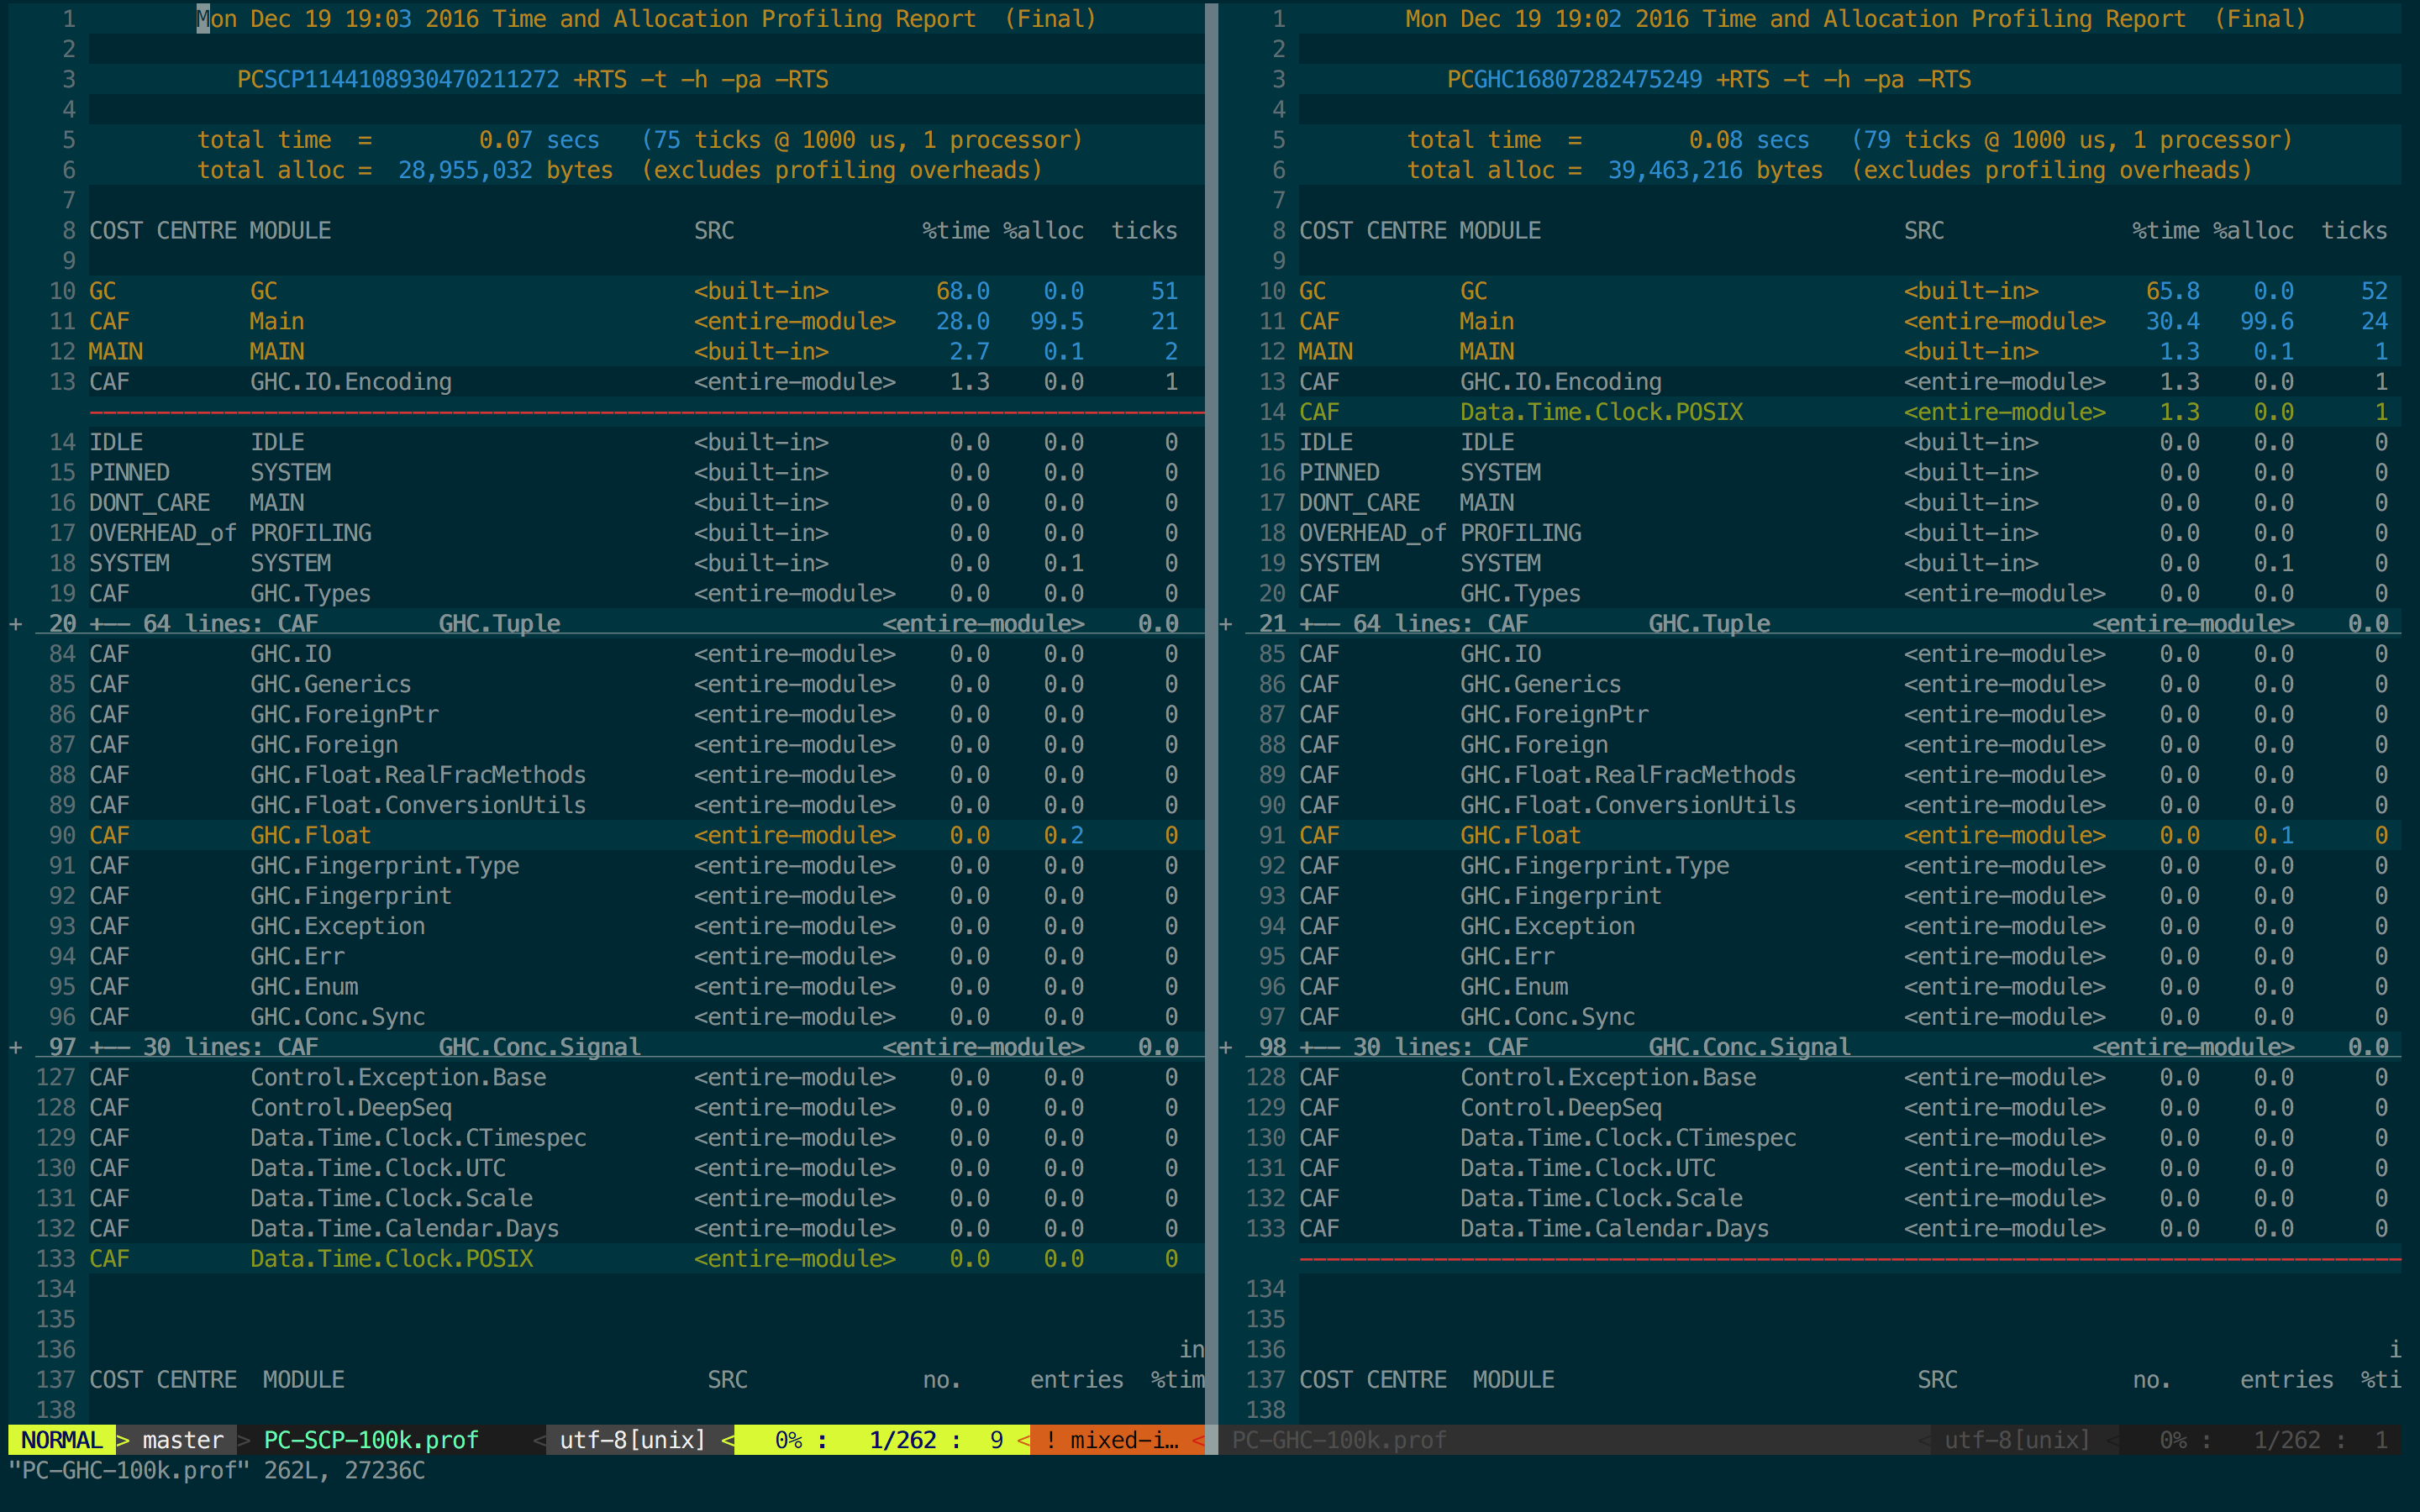 1 Mon Dec 19 19:03 2016 Time and Allocation Profiling Report (Final)
2
3 PCSCP1144108930470211272 +RTS -t -h -pa -RTS
4
5 total time = 0.07 secs (75 ticks @ 1000 us, 1 processor)
6 total alloc = 28,955,032 bytes (excludes profiling overheads)
7
8 COST CENTRE MODULE SRC %time %alloc ticks
9
10 GC GC <built-in> 68.0 0.0 51
11 CAF Main <entire-module> 28.0 99.5 21
12 MAIN MAIN <built-in> 2.7 0.1 2
13 CAF GHC.IO.Encoding <entire-module> 1.3 0.0 1
14 IDLE IDLE <built-in> 0.0 0.0 0
15 PINNED SYSTEM <built-in> 0.0 0.0 0
16 DONT_CARE MAIN <built-in> 0.0 0.0 0
17 OVERHEAD_of PROFILING <built-in> 0.0 0.0 0
18 SYSTEM SYSTEM <built-in> 0.0 0.1 0
19 CAF GHC.Types <entire-module> 0.0 0.0 0
+ 20 +-- 64 lines: CAF GHC.Tuple <entire-module> 0.0
84 CAF GHC.IO <entire-module> 0.0 0.0 0
85 CAF GHC.Generics <entire-module> 0.0 0.0 0
86 CAF GHC.ForeignPtr <entire-module> 0.0 0.0 0
87 CAF GHC.Foreign <entire-module> 0.0 0.0 0
88 CAF GHC.Float.RealFracMethods <entire-module> 0.0 0.0 0
89 CAF GHC.Float.ConversionUtils <entire-module> 0.0 0.0 0
90 CAF GHC.Float <entire-module> 0.0 0.2 0
91 CAF GHC.Fingerprint.Type <entire-module> 0.0 0.0 0
92 CAF GHC.Fingerprint <entire-module> 0.0 0.0 0
93 CAF GHC.Exception <entire-module> 0.0 0.0 0
94 CAF GHC.Err <entire-module> 0.0 0.0 0
95 CAF GHC.Enum <entire-module> 0.0 0.0 0
96 CAF GHC.Conc.Sync <entire-module> 0.0 0.0 0
+ 97 +-- 30 lines: CAF GHC.Conc.Signal <entire-module> 0.0
127 CAF Control.Exception.Base <entire-module> 0.0 0.0 0
128 CAF Control.DeepSeq <entire-module> 0.0 0.0 0
129 CAF Data.Time.Clock.CTimespec <entire-module> 0.0 0.0 0
130 CAF Data.Time.Clock.UTC <entire-module> 0.0 0.0 0
131 CAF Data.Time.Clock.Scale <entire-module> 0.0 0.0 0
132 CAF Data.Time.Calendar.Days <entire-module> 0.0 0.0 0
133 CAF Data.Time.Clock.POSIX <entire-module> 0.0 0.0 0
134
135
136 in
137 COST CENTRE MODULE SRC no. entries %tim
138
NORMAL > master > PC-SCP-100k.prof < utf-8[unix] < 0% : 1/262 : 9 < ! mixed-i… <
1 Mon Dec 19 19:02 2016 Time and Allocation Profiling Report (Final)
2
3 PCGHC16807282475249 +RTS -t -h -pa -RTS
4
5 total time = 0.08 secs (79 ticks @ 1000 us, 1 processor)
6 total alloc = 39,463,216 bytes (excludes profiling overheads)
7
8 COST CENTRE MODULE SRC %time %alloc ticks
9
10 GC GC <built-in> 65.8 0.0 52
11 CAF Main <entire-module> 30.4 99.6 24
12 MAIN MAIN <built-in> 1.3 0.1 1
13 CAF GHC.IO.Encoding <entire-module> 1.3 0.0 1
14 CAF Data.Time.Clock.POSIX <entire-module> 1.3 0.0 1
15 IDLE IDLE <built-in> 0.0 0.0 0
16 PINNED SYSTEM <built-in> 0.0 0.0 0
17 DONT_CARE MAIN <built-in> 0.0 0.0 0
18 OVERHEAD_of PROFILING <built-in> 0.0 0.0 0
19 SYSTEM SYSTEM <built-in> 0.0 0.1 0
20 CAF GHC.Types <entire-module> 0.0 0.0 0
+ 21 +-- 64 lines: CAF GHC.Tuple <entire-module> 0.0
85 CAF GHC.IO <entire-module> 0.0 0.0 0
86 CAF GHC.Generics <entire-module> 0.0 0.0 0
87 CAF GHC.ForeignPtr <entire-module> 0.0 0.0 0
88 CAF GHC.Foreign <entire-module> 0.0 0.0 0
89 CAF GHC.Float.RealFracMethods <entire-module> 0.0 0.0 0
90 CAF GHC.Float.ConversionUtils <entire-module> 0.0 0.0 0
91 CAF GHC.Float <entire-module> 0.0 0.1 0
92 CAF GHC.Fingerprint.Type <entire-module> 0.0 0.0 0
93 CAF GHC.Fingerprint <entire-module> 0.0 0.0 0
94 CAF GHC.Exception <entire-module> 0.0 0.0 0
95 CAF GHC.Err <entire-module> 0.0 0.0 0
96 CAF GHC.Enum <entire-module> 0.0 0.0 0
97 CAF GHC.Conc.Sync <entire-module> 0.0 0.0 0
+ 98 +-- 30 lines: CAF GHC.Conc.Signal <entire-module> 0.0
128 CAF Control.Exception.Base <entire-module> 0.0 0.0 0
129 CAF Control.DeepSeq <entire-module> 0.0 0.0 0
130 CAF Data.Time.Clock.CTimespec <entire-module> 0.0 0.0 0
131 CAF Data.Time.Clock.UTC <entire-module> 0.0 0.0 0
132 CAF Data.Time.Clock.Scale <entire-module> 0.0 0.0 0
133 CAF Data.Time.Calendar.Days <entire-module> 0.0 0.0 0
134
135
136 i
137 COST CENTRE MODULE SRC no. entries %ti
138
PC-GHC-100k.prof < utf-8[unix] < 0% : 1/262 : 1
"PC-GHC-100k.prof" 262L, 27236C